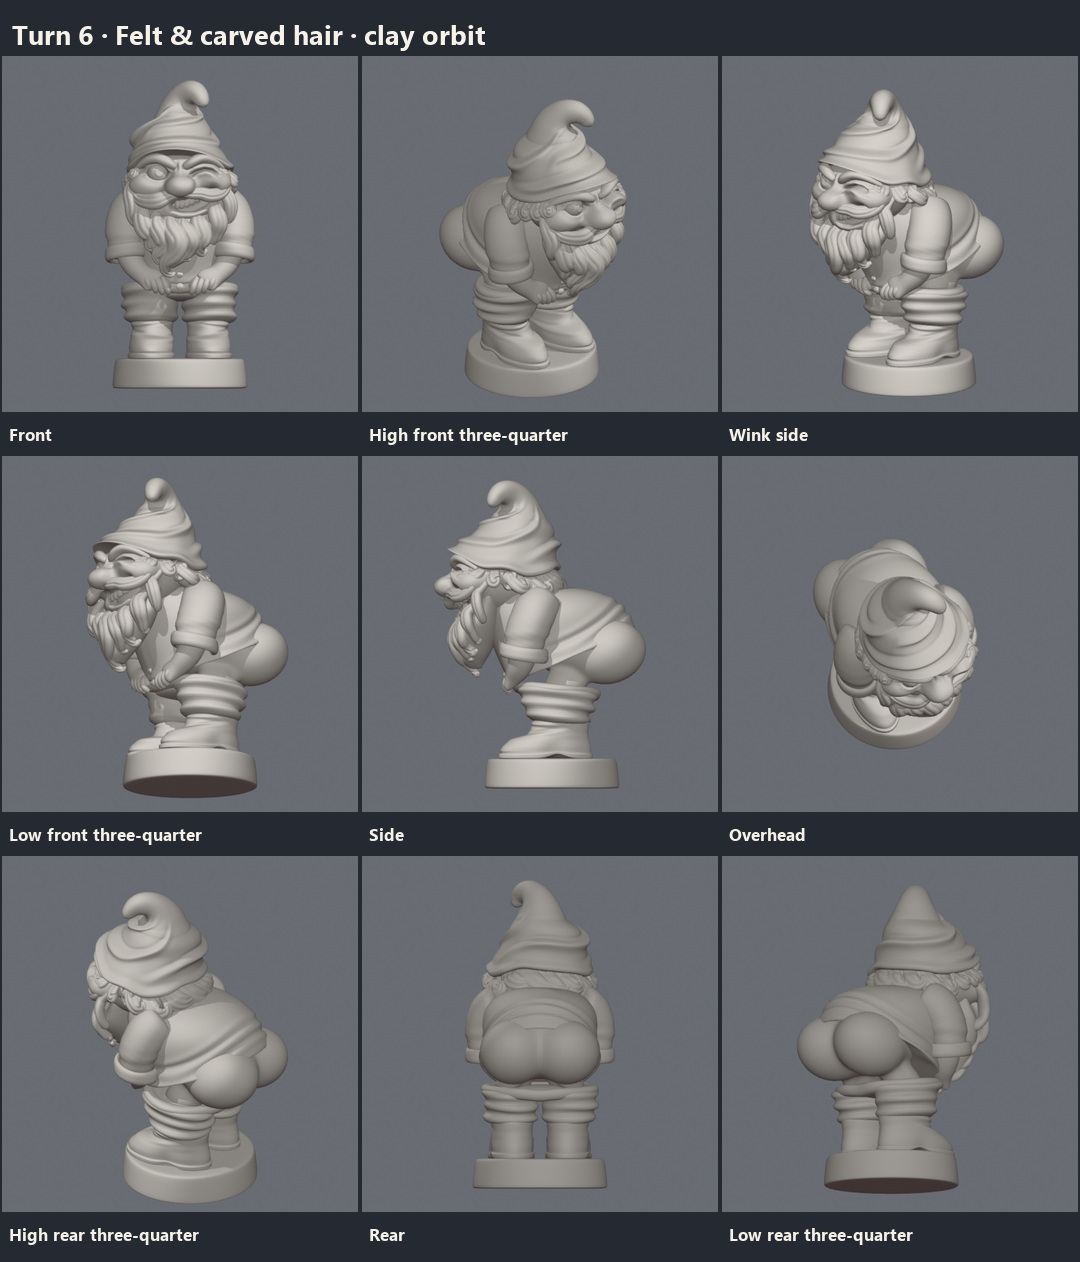 Turn 6 · Felt & carved hair · clay orbit
Front
High front three-quarter
Wink side
Low front three-quarter
Side
Overhead
High rear three-quarter
Rear
Low rear three-quarter